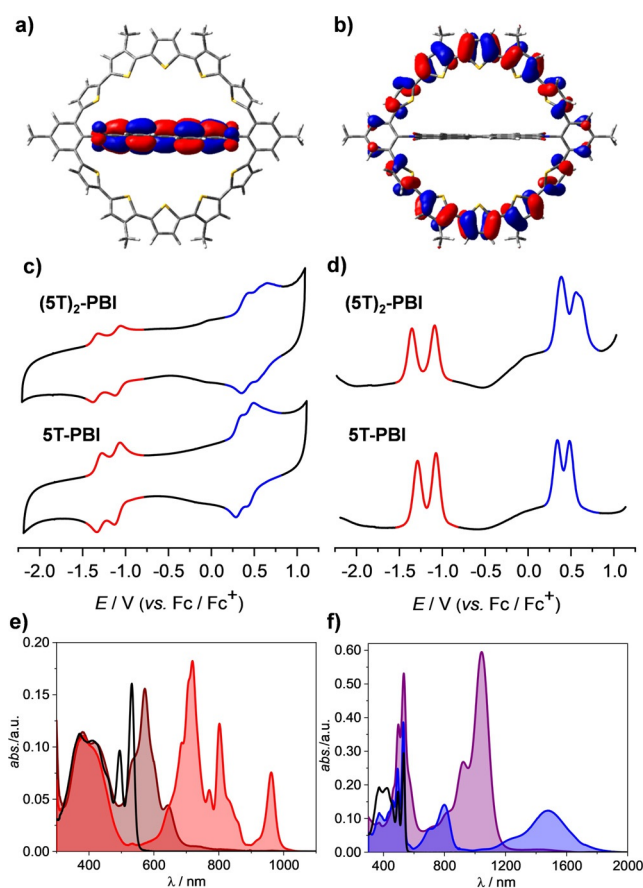 a)
b)
c)
d)
(5T)₂-PBI
(5T)₂-PBI
5T-PBI
5T-PBI
-2.0 -1.5 -1.0 -0.5 0.0 0.5 1.0
-2.0 -1.5 -1.0 -0.5 0.0 0.5 1.0
E / V (vs. Fc / Fc⁺)
E / V (vs. Fc / Fc⁺)
e)
f)
0.20
0.15
0.10
0.05
0.00
abs./a.u.
400 600 800 1000
λ / nm
0.60
0.50
0.40
0.30
0.20
0.10
0.00
abs./a.u.
400 800 1200 1600 2000
λ / nm